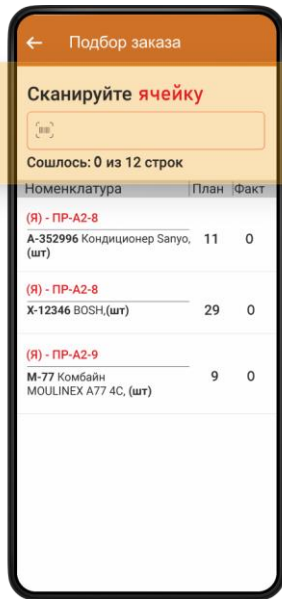 Подбор заказа
Сканируйте ячейку
Сошлось: 0 из 12 строк
Номенклатура План Факт
(Я) - ПР-А2-8
А-352996 Кондиционер Sanyo, 11 0
(шт)
(Я) - ПР-А2-8
Х-12346 BOSH,(шт) 29 0
(Я) - ПР-А2-9
М-77 Комбайн 9 0
MOULINEX A77 4C, (шт)